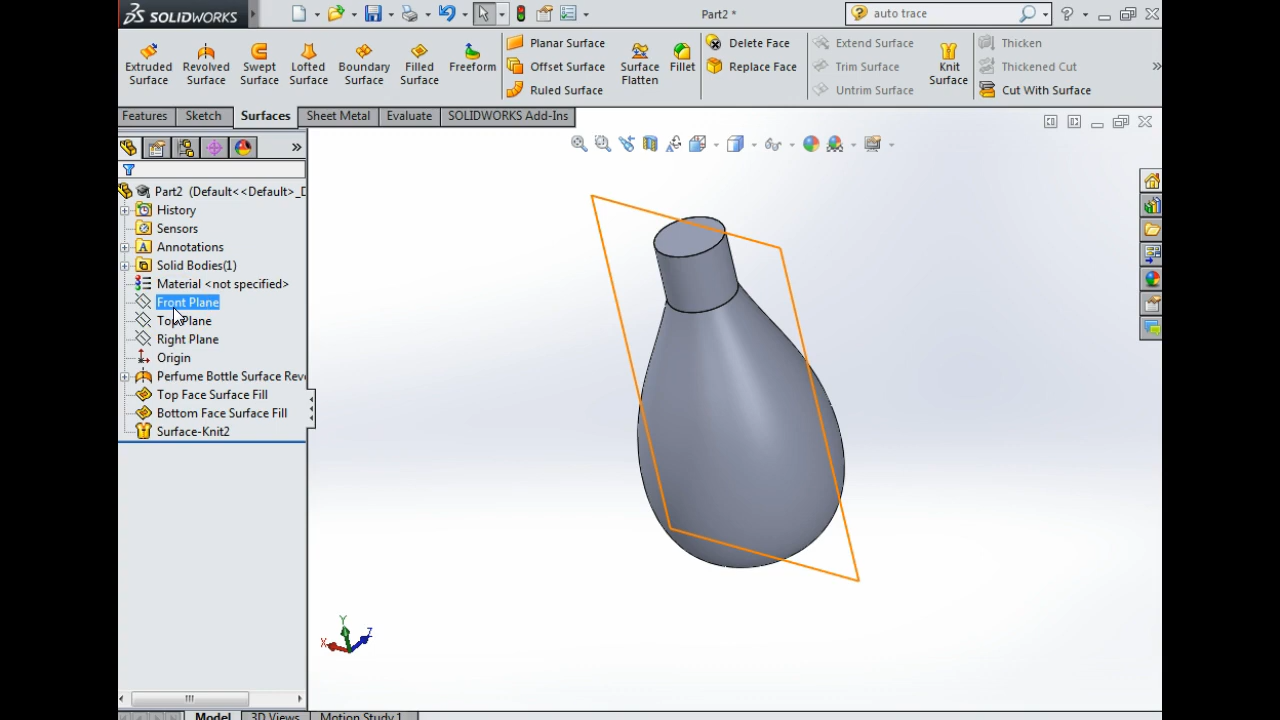 SOLIDWORKS
Part2 *
auto trace
Extruded Surface
Revolved Surface
Swept Surface
Lofted Surface
Boundary Surface
Filled Surface
Freeform
Planar Surface
Offset Surface
Ruled Surface
Surface Flatten
Fillet
Delete Face
Replace Face
Extend Surface
Trim Surface
Untrim Surface
Knit Surface
Thicken
Thickened Cut
Cut With Surface
Features
Sketch
Surfaces
Sheet Metal
Evaluate
SOLIDWORKS Add-Ins
Part2 (Default<<Default>_D
History
Sensors
Annotations
Solid Bodies(1)
Material <not specified>
Front Plane
Top Plane
Right Plane
Origin
Perfume Bottle Surface Reve
Top Face Surface Fill
Bottom Face Surface Fill
Surface-Knit2
Y
X
Z
Model
3D Views
Motion Study 1